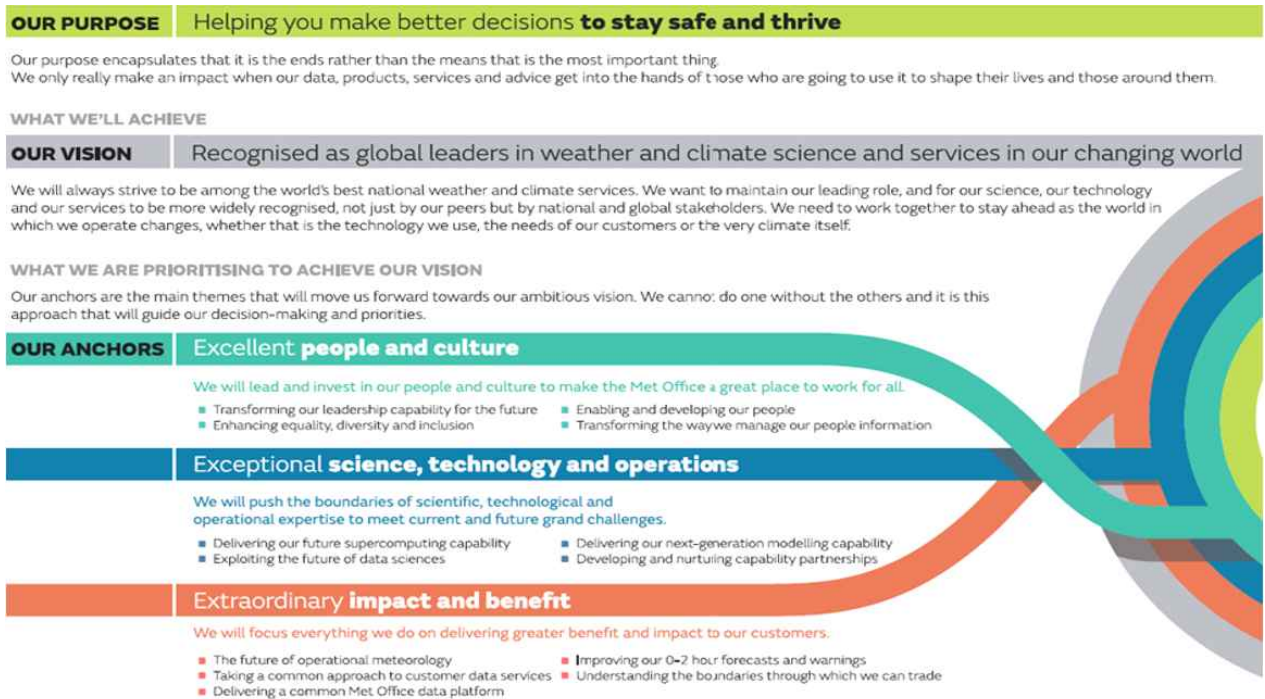 OUR PURPOSE Helping you make better decisions to stay safe and thrive
Our purpose encapsulates that it is the ends rather than the means that is the most important thing.
We only really make an impact when our data, products, services and advice get into the hands of those who are going to use it to shape their lives and those around them.
WHAT WE'LL ACHIEVE
OUR VISION Recognised as global leaders in weather and climate science and services in our changing world
We will always strive to be among the world's best national weather and climate services. We want to maintain our leading role, and for our science, our technology
and our services to be more widely recognised, not just by our peers but by national and global stakeholders. We need to work together to stay ahead as the world in
which we operate changes, whether that is the technology we use, the needs of our customers or the very climate itself.
WHAT WE ARE PRIORITISING TO ACHIEVE OUR VISION
Our anchors are the main themes that will move us forward towards our ambitious vision. We cannot do one without the others and it is this
approach that will guide our decision-making and priorities.
OUR ANCHORS Excellent people and culture
We will lead and invest in our people and culture to make the Met Office a great place to work for all.
Transforming our leadership capability for the future
Enhancing equality, diversity and inclusion
Enabling and developing our people
Transforming the way we manage our people information
Exceptional science, technology and operations
We will push the boundaries of scientific, technological and
operational expertise to meet current and future grand challenges.
Delivering our future supercomputing capability
Exploiting the future of data sciences
Delivering our next-generation modelling capability
Developing and nurturing capability partnerships
Extraordinary impact and benefit
We will focus everything we do on delivering greater benefit and impact to our customers.
The future of operational meteorology
Taking a common approach to customer data services
Delivering a common Met Office data platform
Improving our 0-2 hour forecasts and warnings
Understanding the boundaries through which we can trade